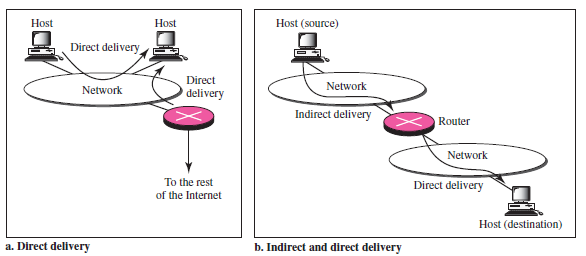 Host
Host
Direct delivery
Network
Direct
delivery
To the rest
of the Internet
a. Direct delivery
Host (source)
Network
Indirect delivery
Router
Network
Direct delivery
Host (destination)
b. Indirect and direct delivery